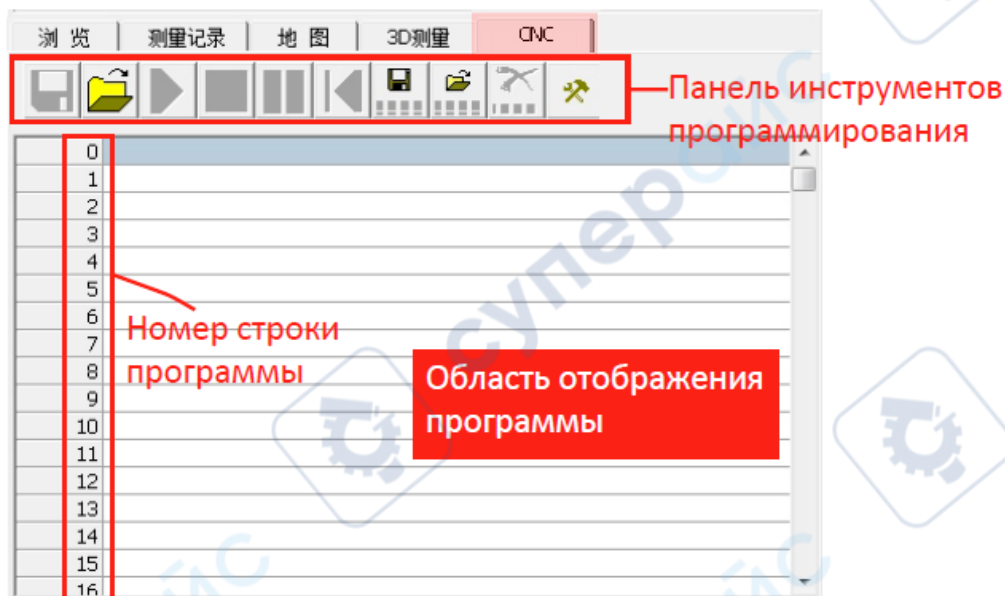 浏 览 | 测量记录 | 地 图 | 3D测量 CNC
Панель инструментов
программирования
0
1
2
3
4
5
6
7
8
9
10
11
12
13
14
15
16
Номер строки
программы
Область отображения
программы
суперайс